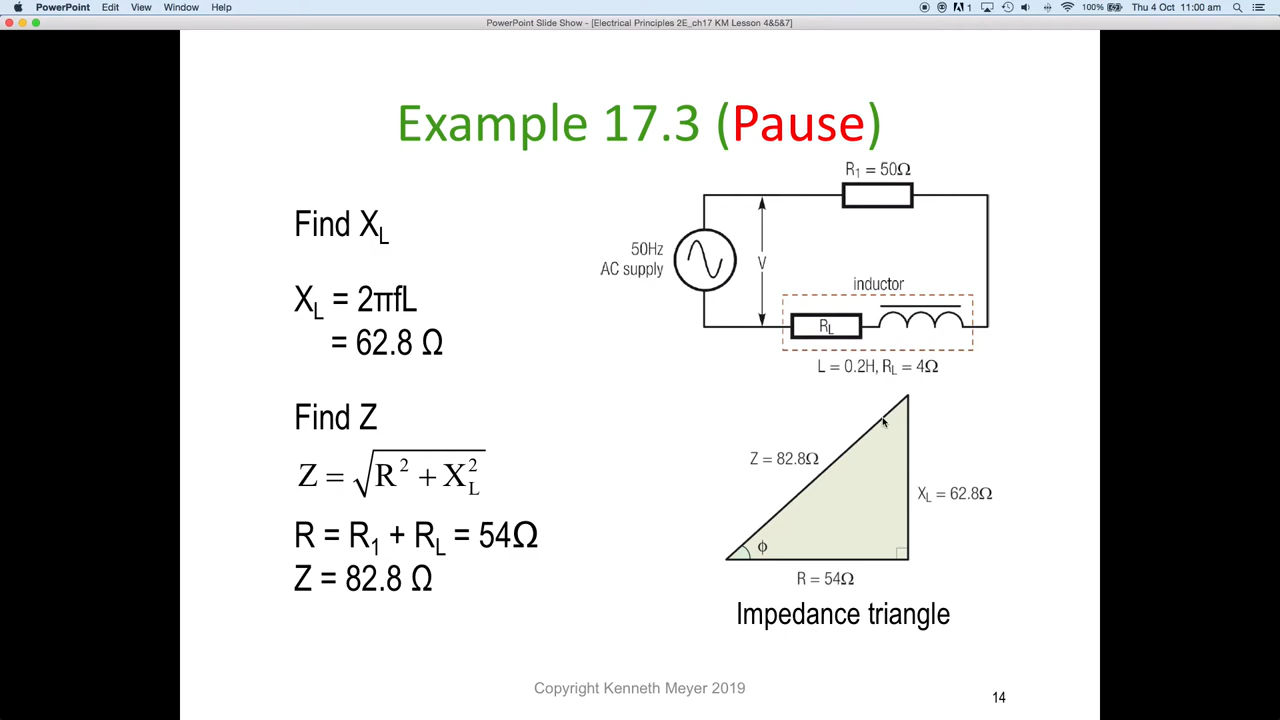 PowerPoint Edit View Window Help 1 100% Thu 4 Oct 11:00 am
PowerPoint Slide Show - [Electrical Principles 2E_ch17 KM Lesson 4&5&7]
Example 17.3 (Pause)
Find XL
XL = 2πfL
= 62.8 Ω
Find Z
Z = √R² + X²L
R = R1 + RL = 54Ω
Z = 82.8 Ω
R1 = 50Ω
50Hz
AC supply
V
inductor
RL
L = 0.2H, RL = 4Ω
Z = 82.8Ω
XL = 62.8Ω
ϕ
R = 54Ω
Impedance triangle
Copyright Kenneth Meyer 2019
14